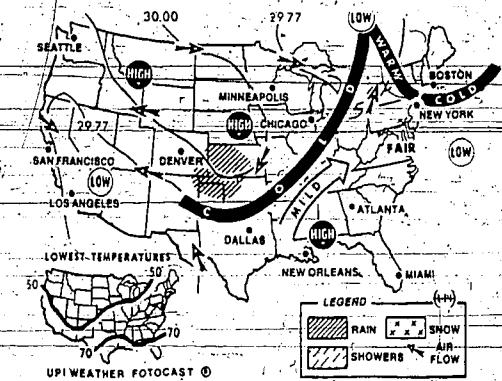 30.00
29.77
LOW
SEATTLE
HIGH
WARM
BOSTON
MINNEAPOLIS
COLD
NEW YORK
HIGH
CHICAGO
29.77
FAIR
SAN FRANCISCO
DENVER
LOW
LOW
COLD
MILD
LOS ANGELES
ATLANTA
DALLAS
HIGH
LOWEST TEMPERATURES
NEW ORLEANS
MIAMI
50
50
70
70
LEGEND
RAIN
SNOW
SHOWERS
AIR FLOW
UPI WEATHER FOTOCAST ®